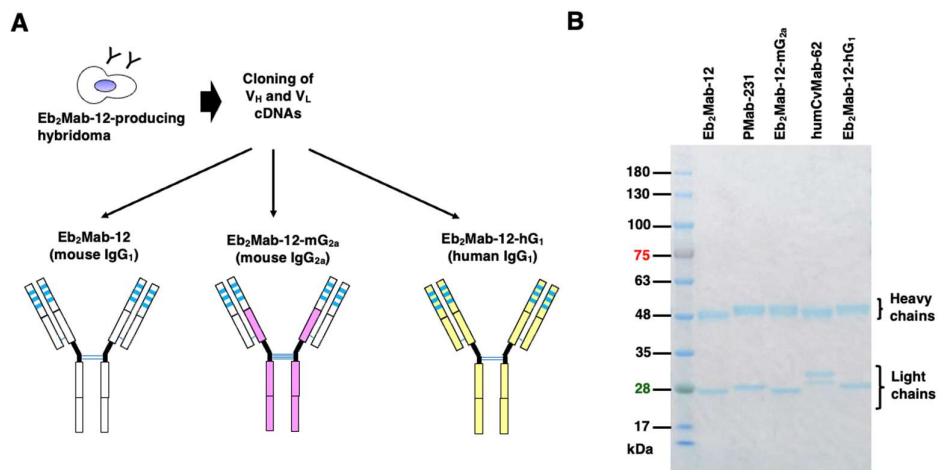 A
Eb₂Mab-12-producing
hybridoma
Cloning of
V_H and V_L
cDNAs
Eb₂Mab-12
(mouse IgG₁)
Eb₂Mab-12-mG₂ₐ
(mouse IgG₂ₐ)
Eb₂Mab-12-hG₁
(human IgG₁)
B
Eb₂Mab-12
PMab-231
Eb₂Mab-12-mG₂ₐ
humCvMab-62
Eb₂Mab-12-hG₁
180
130
100
75
63
48
35
28
17
kDa
Heavy
chains
Light
chains